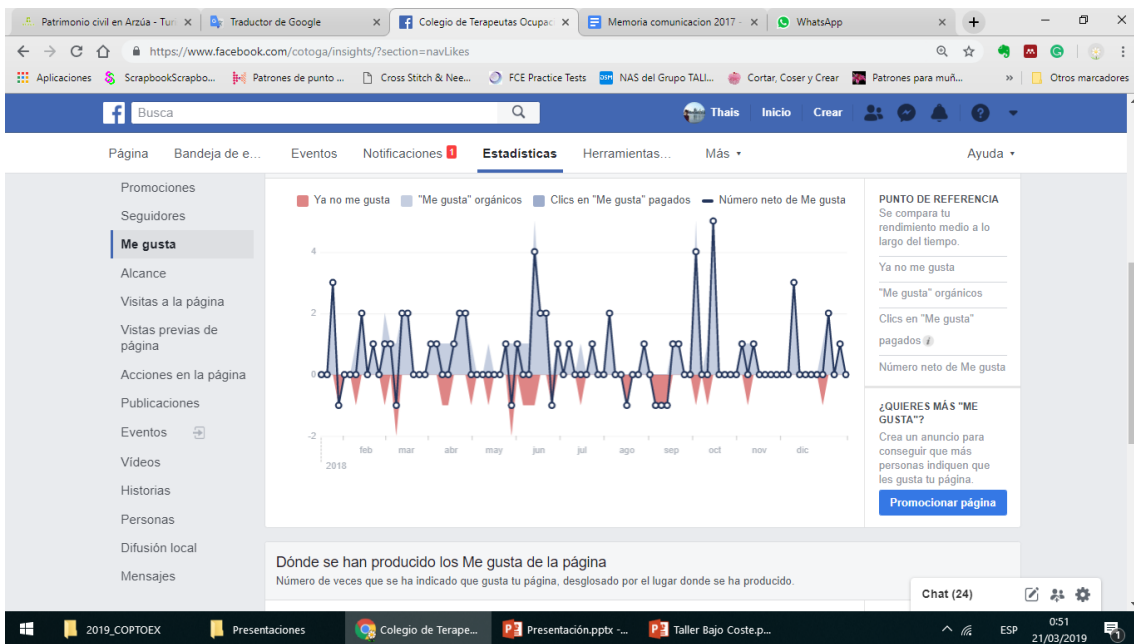 Patrimonio civil en Arzúa - Turi
Traductor de Google
Colegio de Terapeutas Ocupac
Memoria comunicacion 2017 -
WhatsApp
https://www.facebook.com/cotoga/insights/?section=navLikes
Aplicaciones
ScrapbookScrapbo...
Patrones de punto ...
Cross Stitch & Nee...
FCE Practice Tests
NAS del Grupo TALI...
Cortar, Coser y Crear
Patrones para muñ...
»
Otros marcadores
Busca
Thais
Inicio
Crear
Página
Bandeja de e...
Eventos
Notificaciones 1
Estadísticas
Herramientas...
Más
Ayuda
Promociones
Seguidores
Me gusta
Alcance
Visitas a la página
Vistas previas de
página
Acciones en la página
Publicaciones
Eventos
Vídeos
Historias
Personas
Difusión local
Mensajes
Ya no me gusta
"Me gusta" orgánicos
Clics en "Me gusta" pagados
Número neto de Me gusta
4
2
0
-2
feb mar abr may jun jul ago sep oct nov dic
2018
PUNTO DE REFERENCIA
Se compara tu
rendimiento medio a lo
largo del tiempo.
Ya no me gusta
"Me gusta" orgánicos
Clics en "Me gusta"
pagados i
Número neto de Me gusta
¿QUIERES MÁS "ME
GUSTA"?
Crea un anuncio para
conseguir que más
personas indiquen que
les gusta tu página.
Promocionar página
Dónde se han producido los Me gusta de la página
Número de veces que se ha indicado que gusta tu página, desglosado por el lugar donde se ha producido.
Chat (24)
2019_COPTOEX
Presentaciones
Colegio de Terape...
Presentación.pptx -...
Taller Bajo Coste.p...
ESP
0:51
21/03/2019